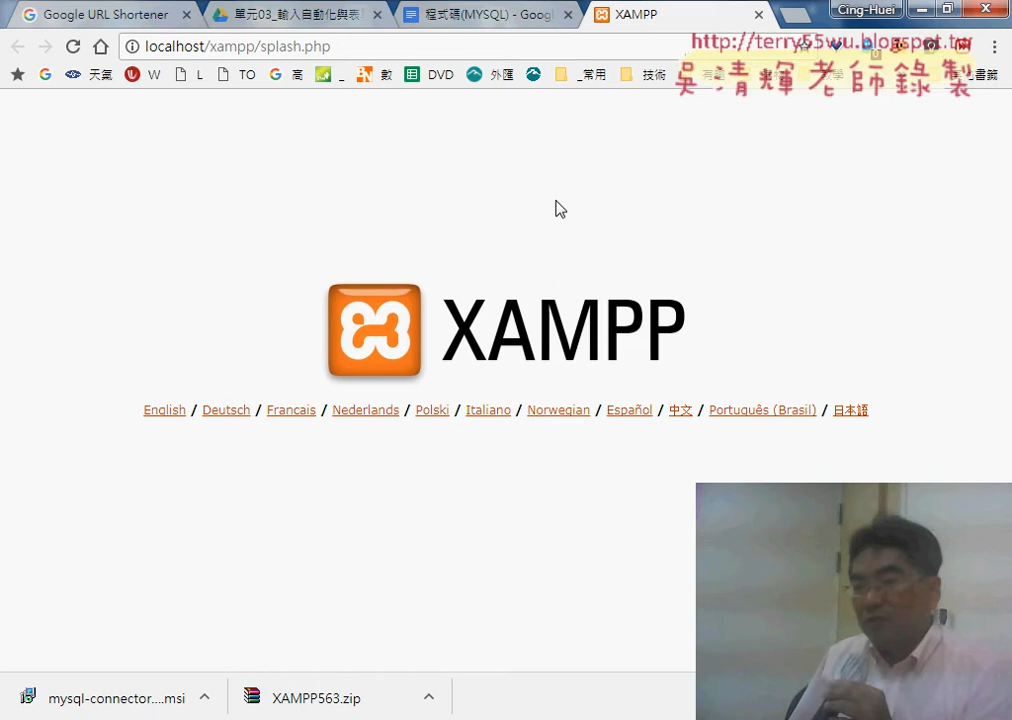 Google URL Shortener
單元03_輸入自動化與表
程式碼(MYSQL) - Goog
XAMPP
Cing-Huei
localhost/xampp/splash.php
http://terry55wu.blogspot.tw
天氣
W
L
TO
高
_
數
DVD
外匯
_常用
技術
吳清輝老師錄製
XAMPP
English / Deutsch / Francais / Nederlands / Polski / Italiano / Norwegian / Español / 中文 / Português (Brasil) / 日本語
mysql-connector....msi
XAMPP563.zip